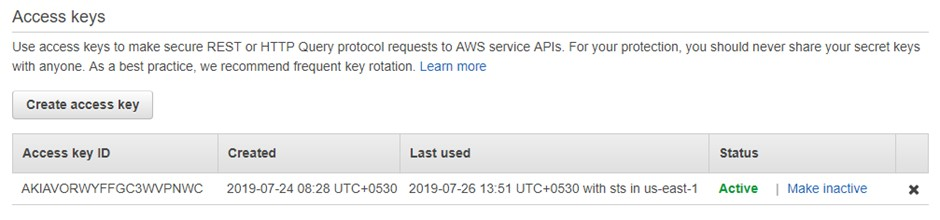 Access keys
Use access keys to make secure REST or HTTP Query protocol requests to AWS service APIs. For your protection, you should never share your secret keys
with anyone. As a best practice, we recommend frequent key rotation. Learn more
Create access key
Access key ID Created Last used Status
AKIAVORWYFFGC3WVPNWC 2019-07-24 08:28 UTC+0530 2019-07-26 13:51 UTC+0530 with sts in us-east-1 Active | Make inactive ✖